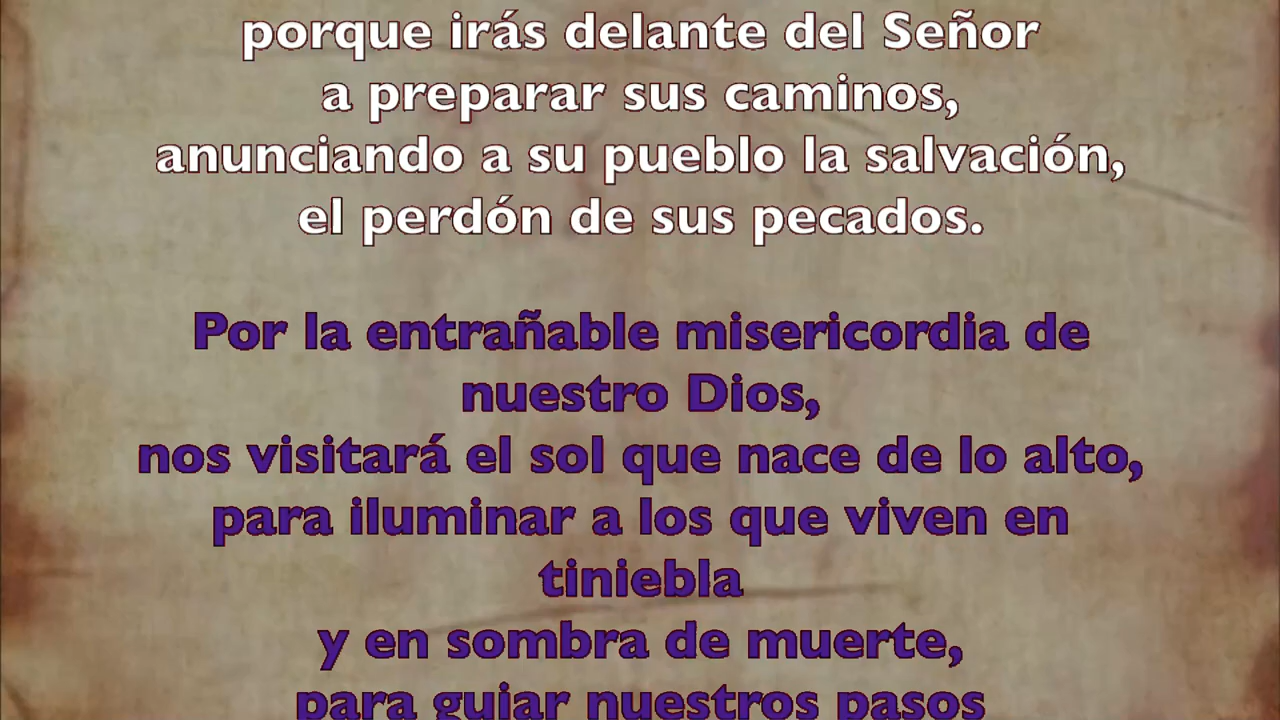 porque irás delante del Señor
a preparar sus caminos,
anunciando a su pueblo la salvación,
el perdón de sus pecados.
Por la entrañable misericordia de
nuestro Dios,
nos visitará el sol que nace de lo alto,
para iluminar a los que viven en
tiniebla
y en sombra de muerte,
para guiar nuestros pasos